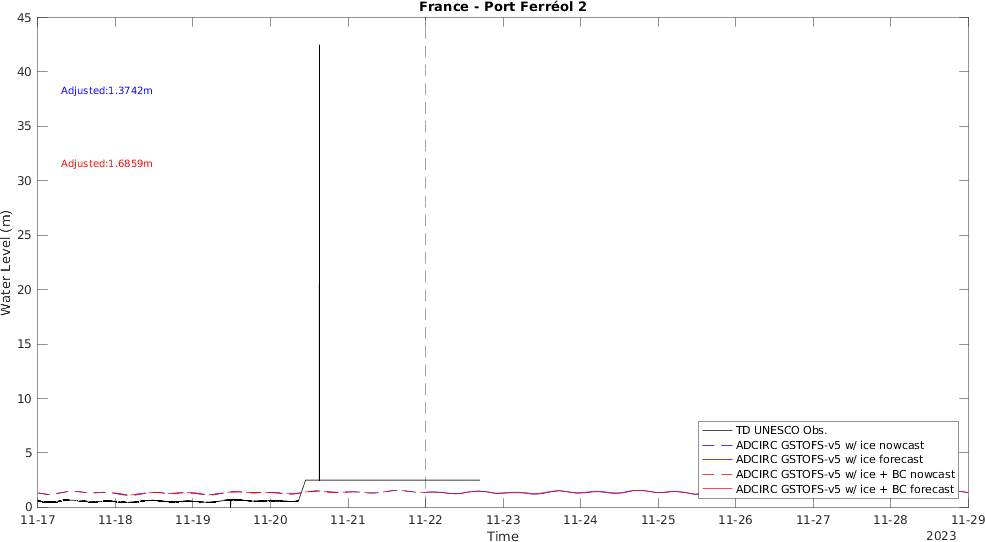 France - Port Ferréol 2
45
40
35
30
25
20
15
10
5
0
Water Level (m)
Adjusted:1.3742m
Adjusted:1.6859m
TD UNESCO Obs.
ADCIRC GSTOFS-v5 w/ ice nowcast
ADCIRC GSTOFS-v5 w/ ice forecast
ADCIRC GSTOFS-v5 w/ ice + BC nowcast
ADCIRC GSTOFS-v5 w/ ice + BC forecast
11-17 11-18 11-19 11-20 11-21 11-22 11-23 11-24 11-25 11-26 11-27 11-28 11-29
Time
2023